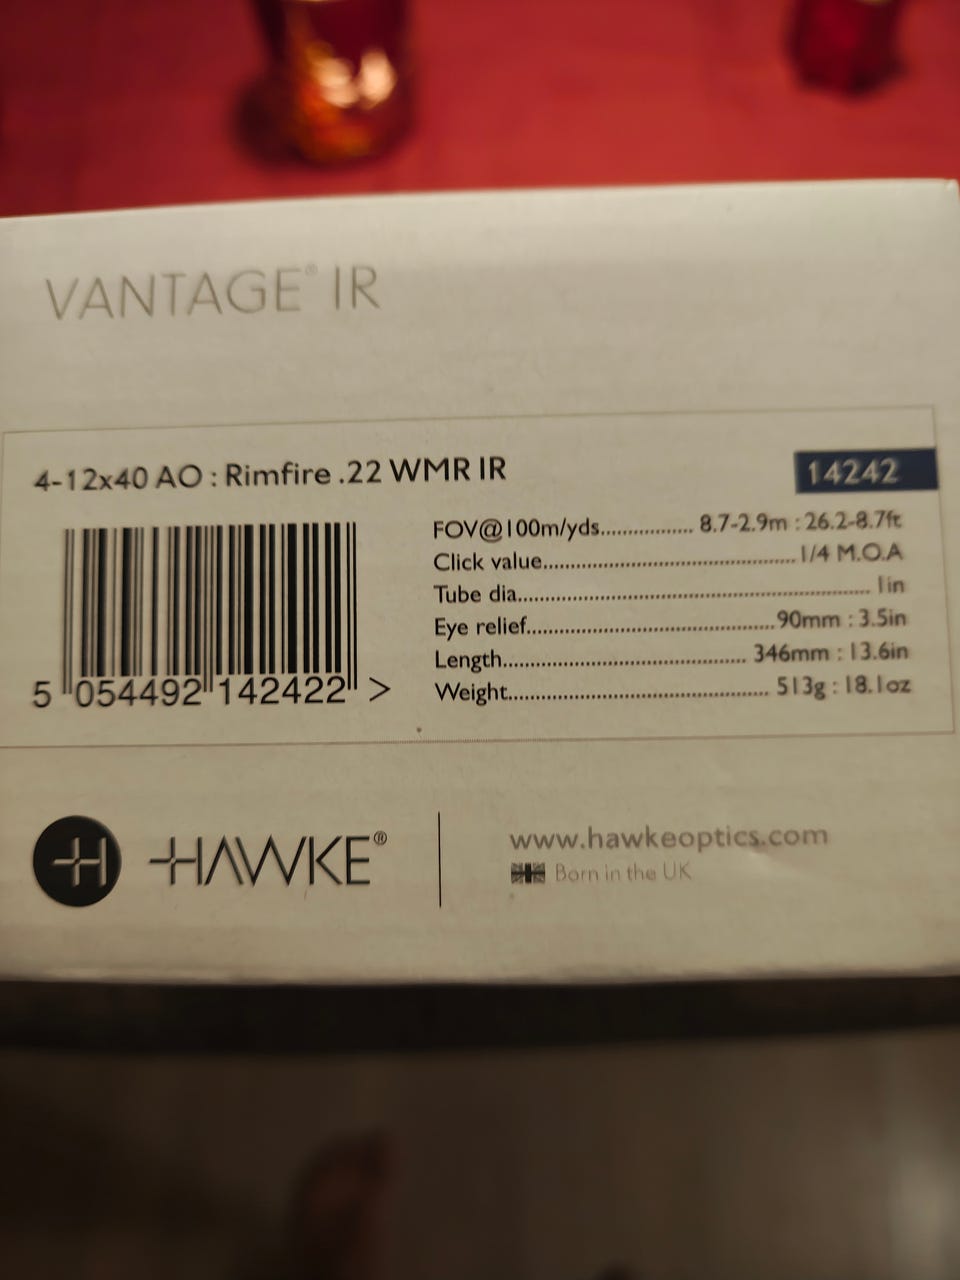 VANTAGE® IR
4-12x40 AO : Rimfire .22 WMR IR
14242
FOV@100m/yds................ 8.7-2.9m : 26.2-8.7ft
Click value.............................................1/4 M.O.A
Tube dia............................................................ 1in
Eye relief...........................................90mm : 3.5in
Length.......................................... 346mm : 13.6in
Weight............................................. 513g : 18.1oz
5 054492 142422 >
H HAWKE®
www.hawkeoptics.com
Born in the UK